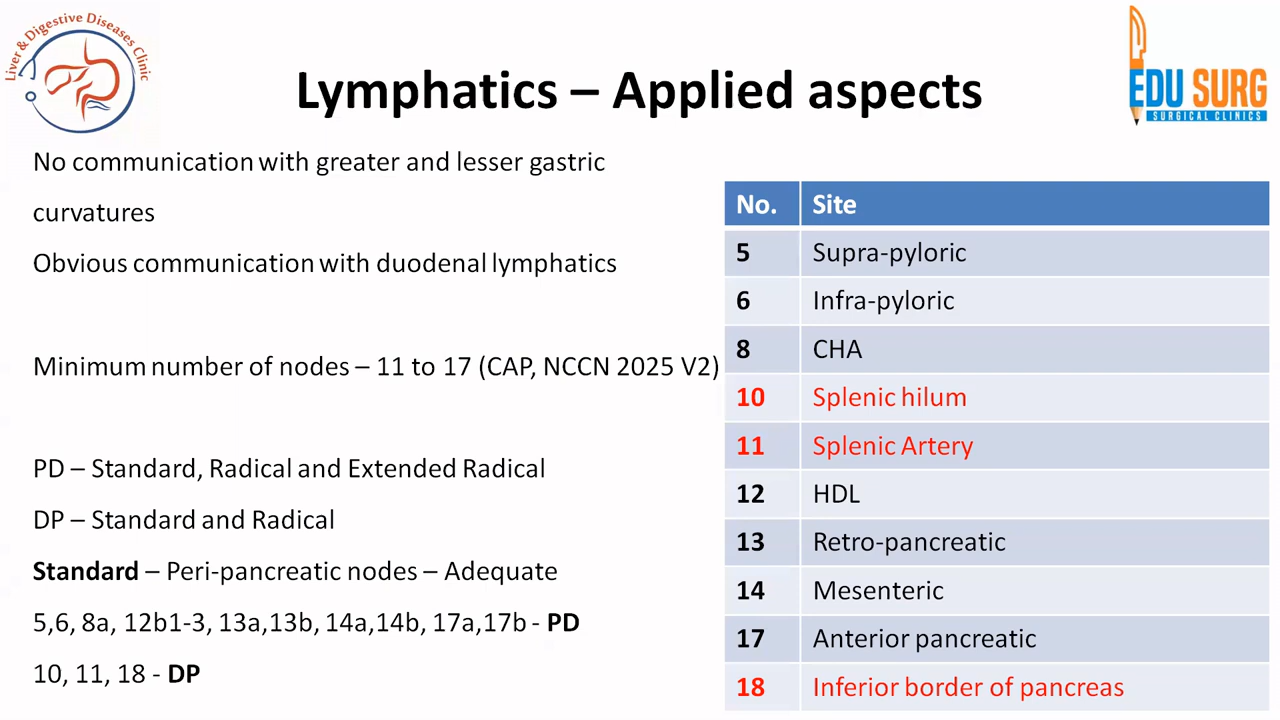 Liver & Digestive Diseases Clinic
EDU SURG
SURGICAL CLINICS
Lymphatics – Applied aspects
No communication with greater and lesser gastric
curvatures
Obvious communication with duodenal lymphatics
Minimum number of nodes – 11 to 17 (CAP, NCCN 2025 V2)
PD – Standard, Radical and Extended Radical
DP – Standard and Radical
Standard – Peri-pancreatic nodes – Adequate
5,6, 8a, 12b1-3, 13a,13b, 14a,14b, 17a,17b - PD
10, 11, 18 - DP
No. Site
5 Supra-pyloric
6 Infra-pyloric
8 CHA
10 Splenic hilum
11 Splenic Artery
12 HDL
13 Retro-pancreatic
14 Mesenteric
17 Anterior pancreatic
18 Inferior border of pancreas